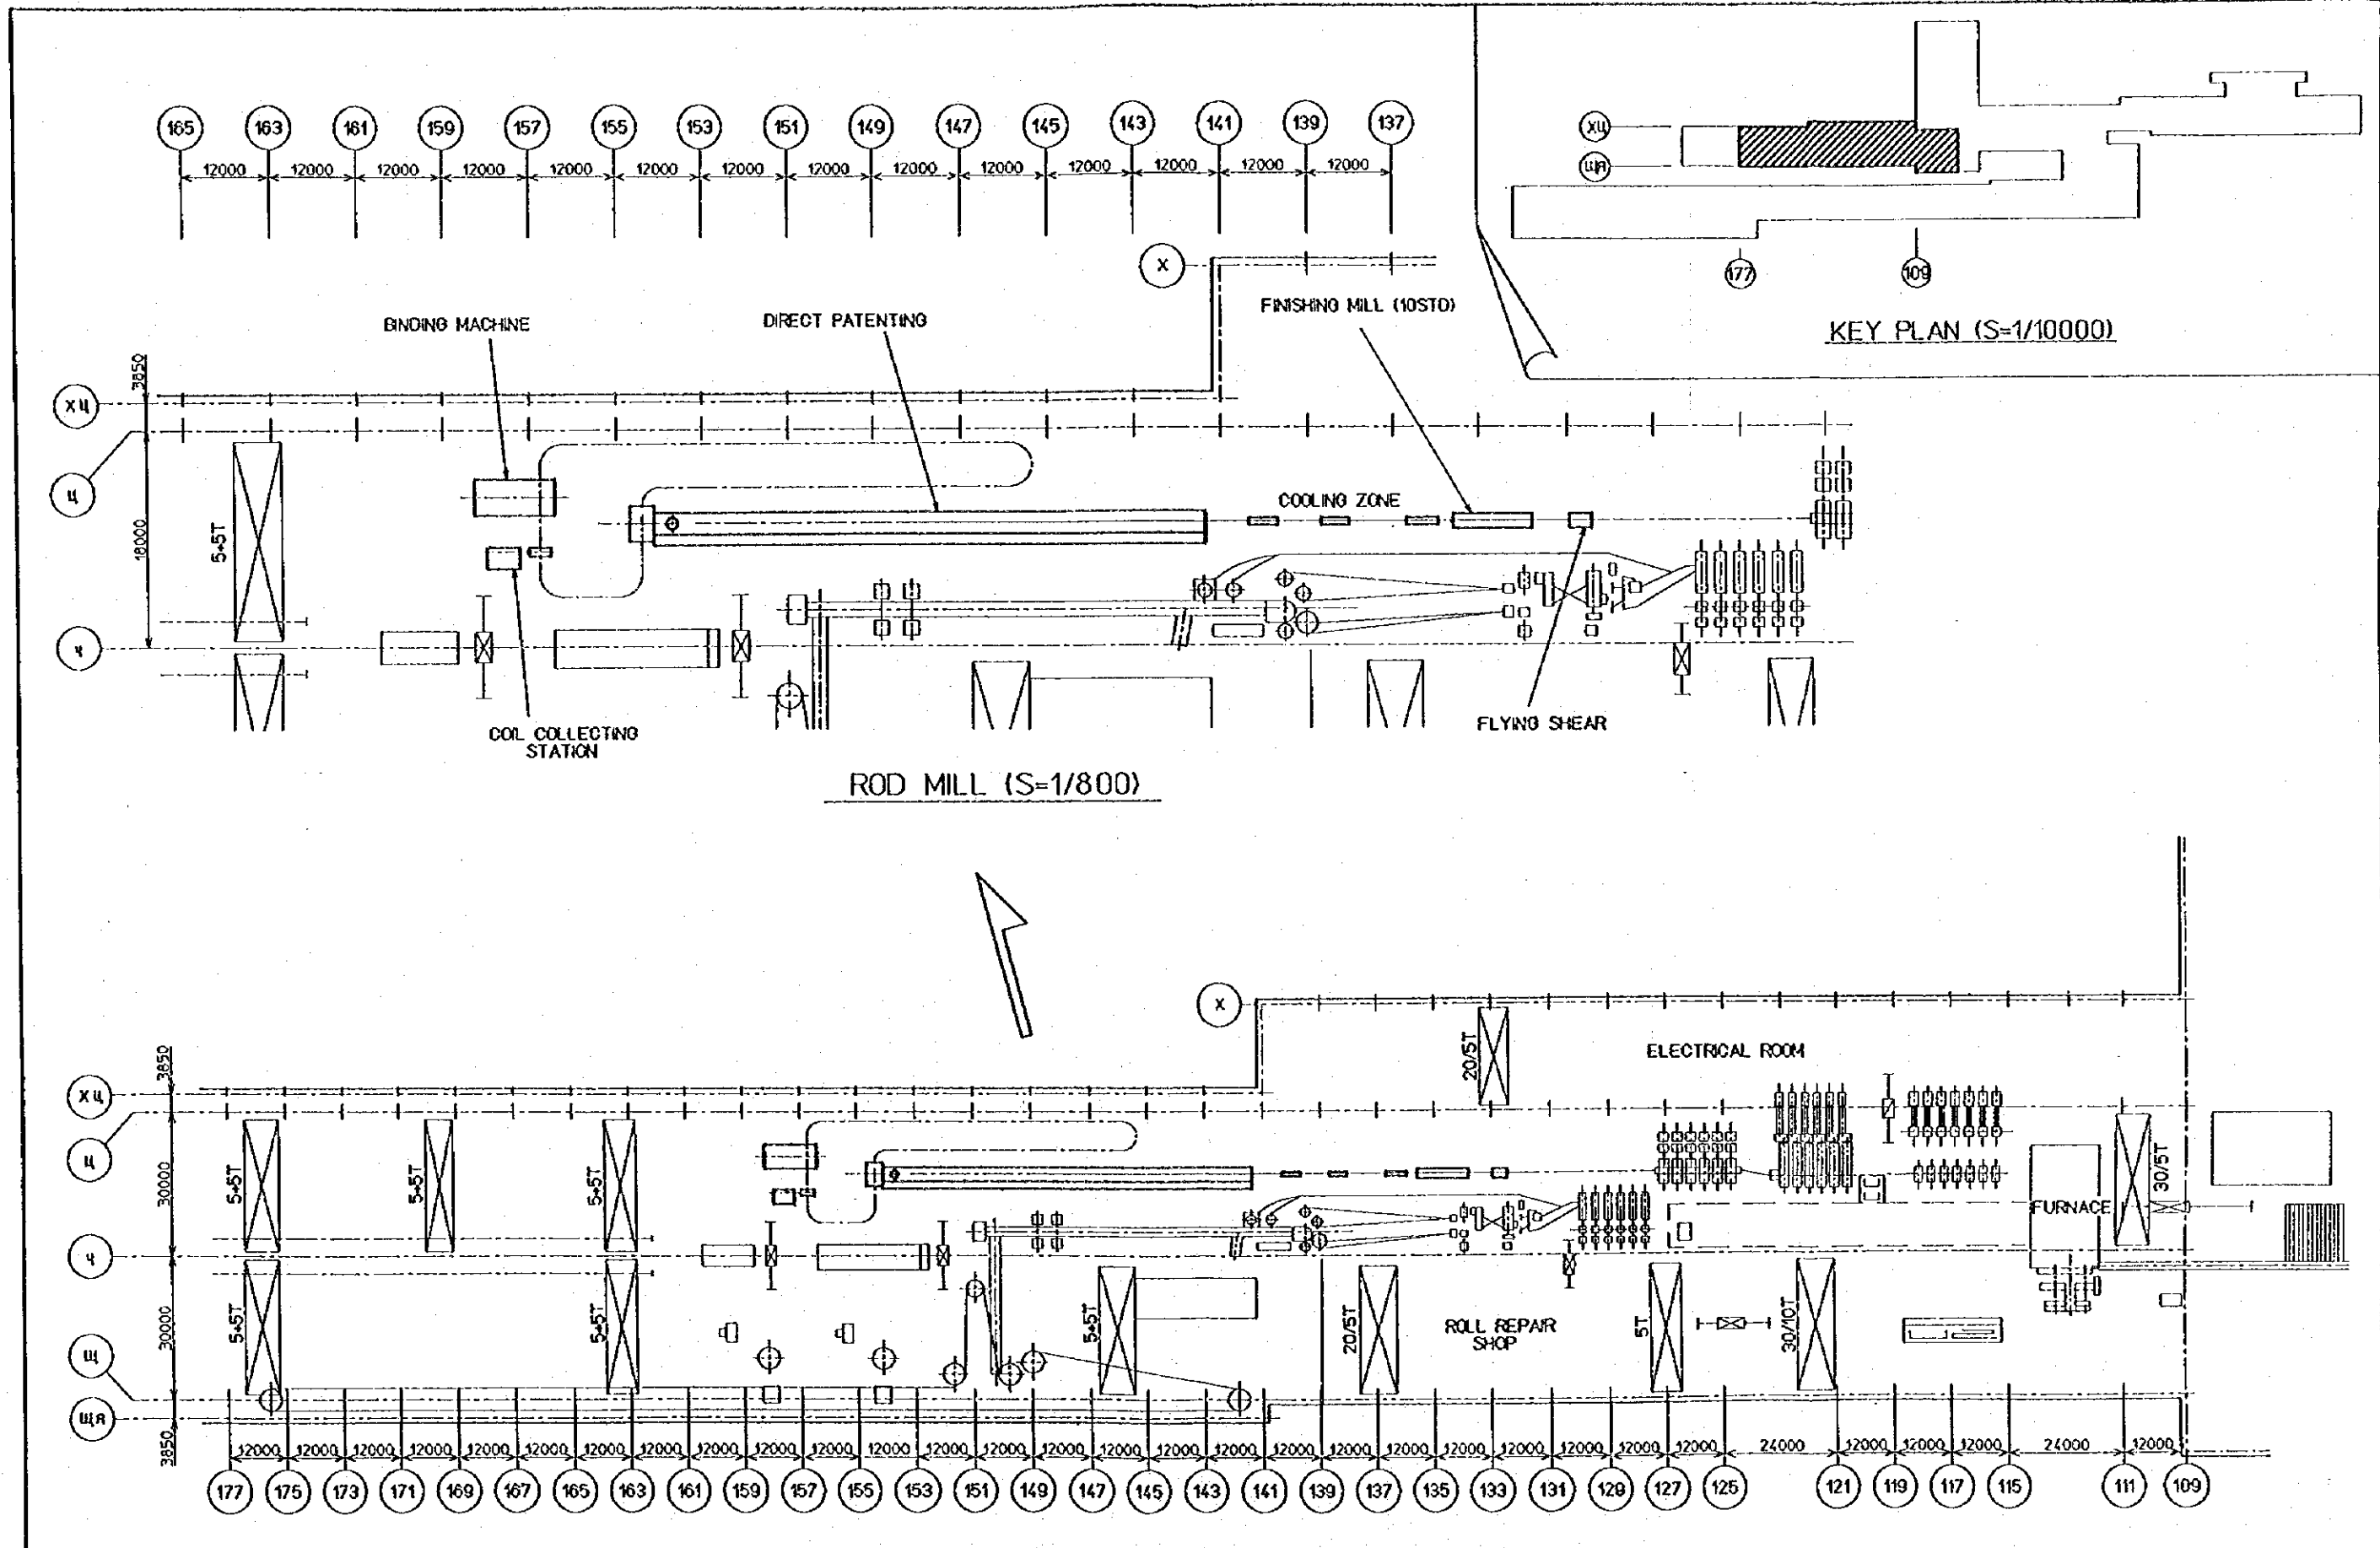 165 163 161 159 157 155 153 151 149 147 145 143 141 139 137
12000 12000 12000 12000 12000 12000 12000 12000 12000 12000 12000 12000 12000 12000
ХЦ
ЩЯ
177 109
KEY PLAN (S=1/10000)
Х
BINDING MACHINE
DIRECT PATENTING
FINISHING MILL (10STD)
3850
ХЦ
Ц
18000
5+5T
COOLING ZONE
Ч
COIL COLLECTING
STATION
FLYING SHEAR
ROD MILL (S=1/800)
Х
20/5T
ELECTRICAL ROOM
3850
ХЦ
Ц
30000
5+5T 5+5T 5+5T
30/5T
FURNACE
Ч
30000
5+5T 5+5T 5+5T 20/5T
ROLL REPAIR
SHOP
5T
30/10T
Щ
ЩЯ
3850
12000 12000 12000 12000 12000 12000 12000 12000 12000 12000 12000 12000 12000 12000 12000 12000 12000 12000 12000 12000 12000 12000 12000 12000 12000 12000 24000 12000 12000 12000 24000 12000
177 175 173 171 169 167 165 163 161 159 157 155 153 151 149 147 145 143 141 139 137 135 133 131 129 127 125 121 119 117 115 111 109